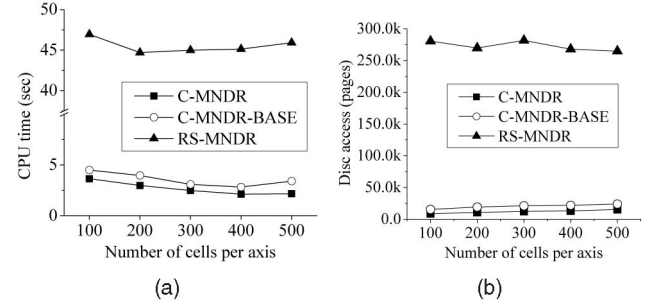 50
45
40
5
0
CPU time (sec)
C-MNDR
C-MNDR-BASE
RS-MNDR
100 200 300 400 500
Number of cells per axis
(a)
300.0k
250.0k
200.0k
150.0k
100.0k
50.0k
0.0
Disc access (pages)
C-MNDR
C-MNDR-BASE
RS-MNDR
100 200 300 400 500
Number of cells per axis
(b)